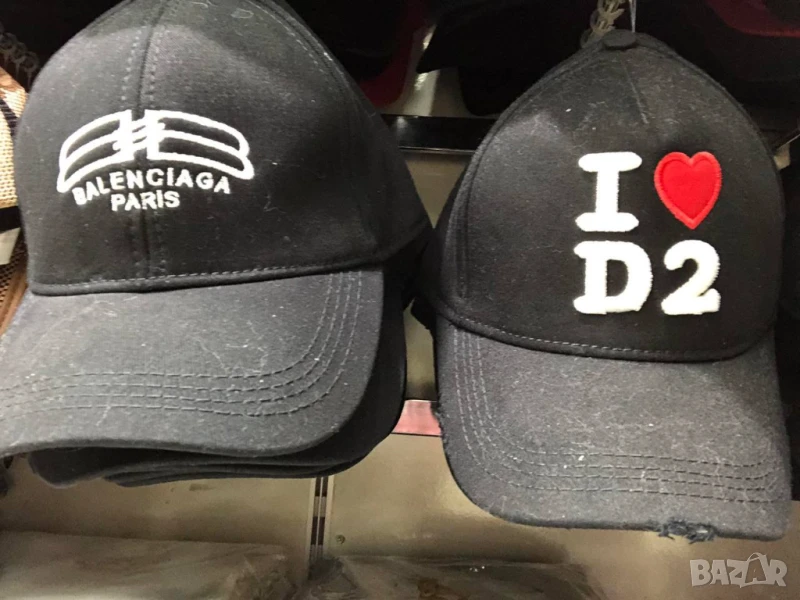 BALENCIAGA
PARIS
I ❤
D2
BAZAR